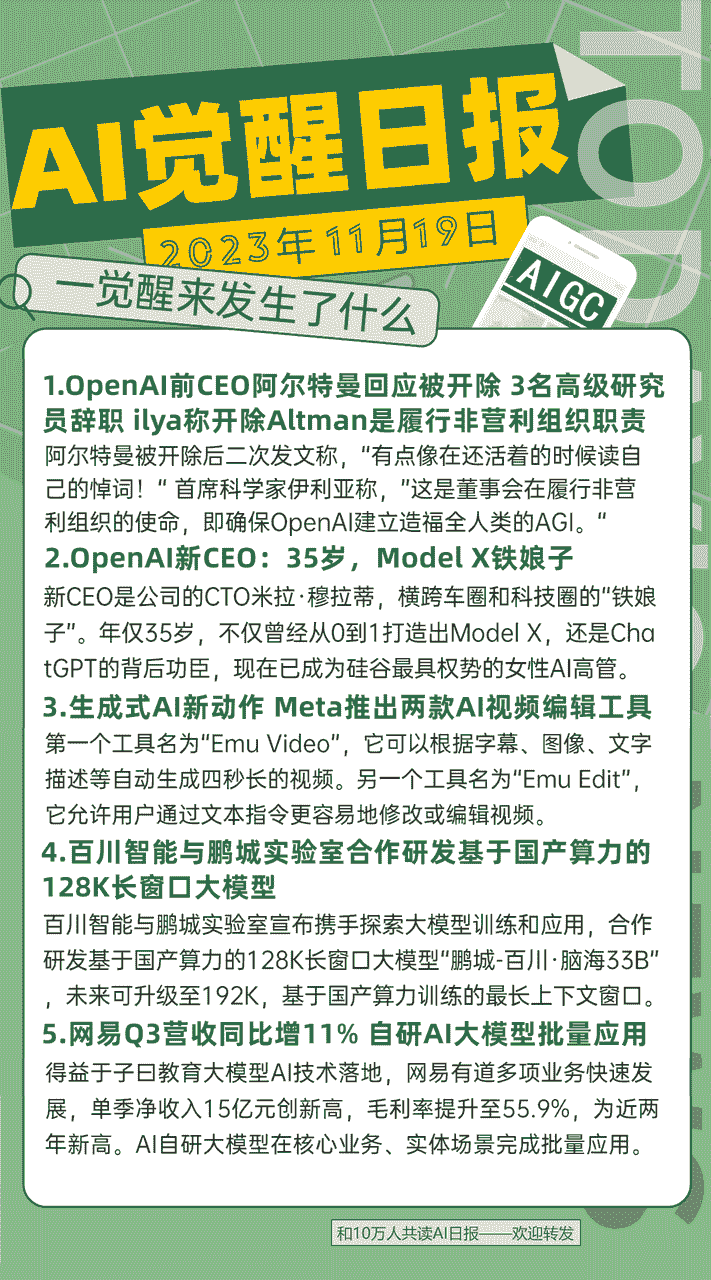 AI觉醒日报
2023年11月19日
一觉醒来发生了什么
AIGC
1.OpenAI前CEO阿尔特曼回应被开除 3名高级研究
员辞职 ilya称开除Altman是履行非营利组织职责
阿尔特曼被开除后二次发文称，“有点像在还活着的时候读自
己的悼词！“ 首席科学家伊利亚称，”这是董事会在履行非营
利组织的使命，即确保OpenAI建立造福全人类的AGI。“
2.OpenAI新CEO：35岁，Model X铁娘子
新CEO是公司的CTO米拉·穆拉蒂，横跨车圈和科技圈的“铁娘
子”。年仅35岁，不仅曾经从0到1打造出Model X，还是Cha
tGPT的背后功臣，现在已成为硅谷最具权势的女性AI高管。
3.生成式AI新动作 Meta推出两款AI视频编辑工具
第一个工具名为“Emu Video”，它可以根据字幕、图像、文字
描述等自动生成四秒长的视频。另一个工具名为“Emu Edit”，
它允许用户通过文本指令更容易地修改或编辑视频。
4.百川智能与鹏城实验室合作研发基于国产算力的
128K长窗口大模型
百川智能与鹏城实验室宣布携手探索大模型训练和应用，合作
研发基于国产算力的128K长窗口大模型“鹏城-百川·脑海33B”
，未来可升级至192K，基于国产算力训练的最长上下文窗口。
5.网易Q3营收同比增11% 自研AI大模型批量应用
得益于子曰教育大模型AI技术落地，网易有道多项业务快速发
展，单季净收入15亿元创新高，毛利率提升至55.9%，为近两
年新高。AI自研大模型在核心业务、实体场景完成批量应用。
和10万人共读AI日报——欢迎转发